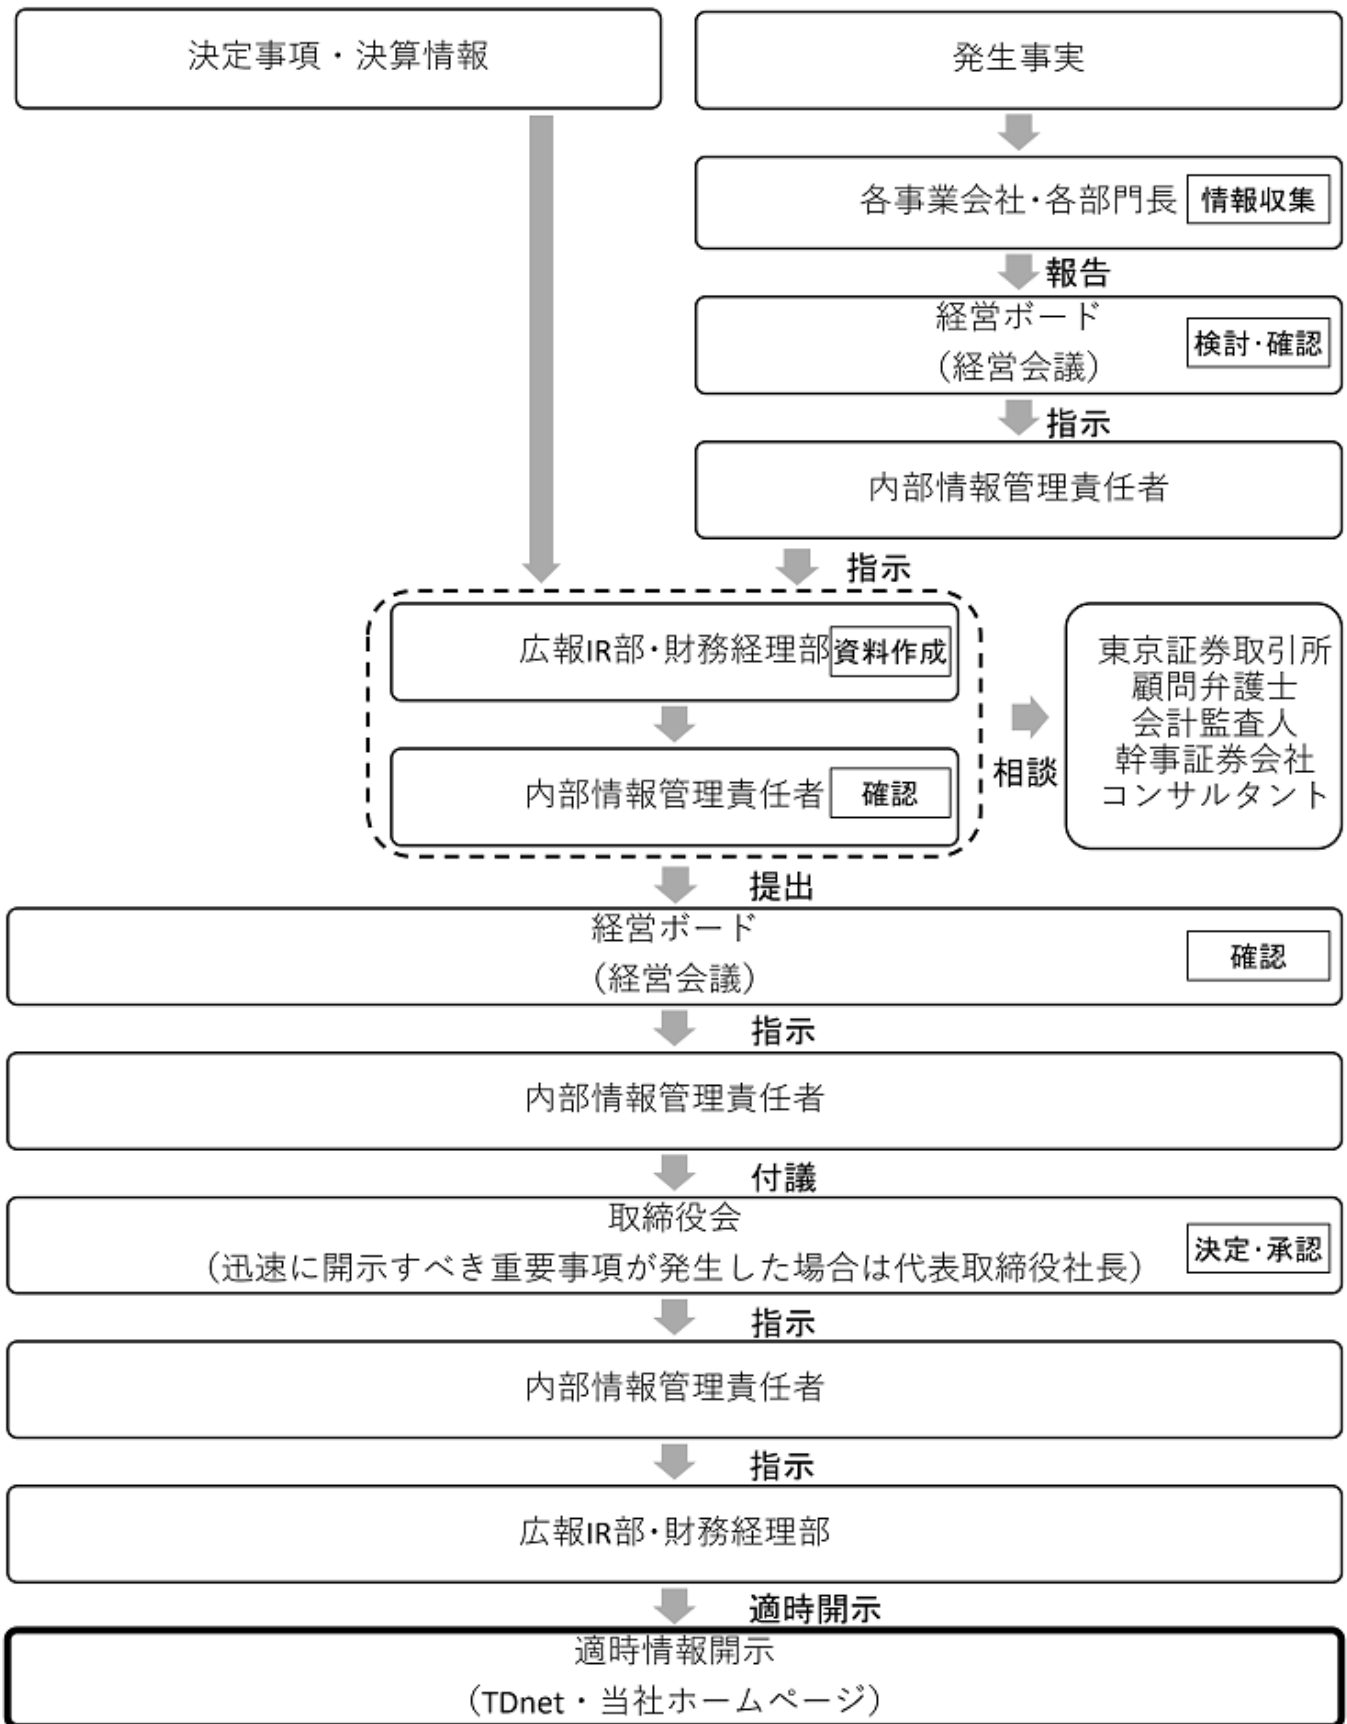 決定事項・決算情報
発生事実
各事業会社・各部門長
情報収集
報告
経営ボード
（経営会議）
検討・確認
指示
内部情報管理責任者
指示
広報IR部・財務経理部
資料作成
内部情報管理責任者
確認
相談
東京証券取引所
顧問弁護士
会計監査人
幹事証券会社
コンサルタント
提出
経営ボード
（経営会議）
確認
指示
内部情報管理責任者
付議
取締役会
（迅速に開示すべき重要事項が発生した場合は代表取締役社長）
決定・承認
指示
内部情報管理責任者
指示
広報IR部・財務経理部
適時開示
適時情報開示
（TDnet・当社ホームページ）